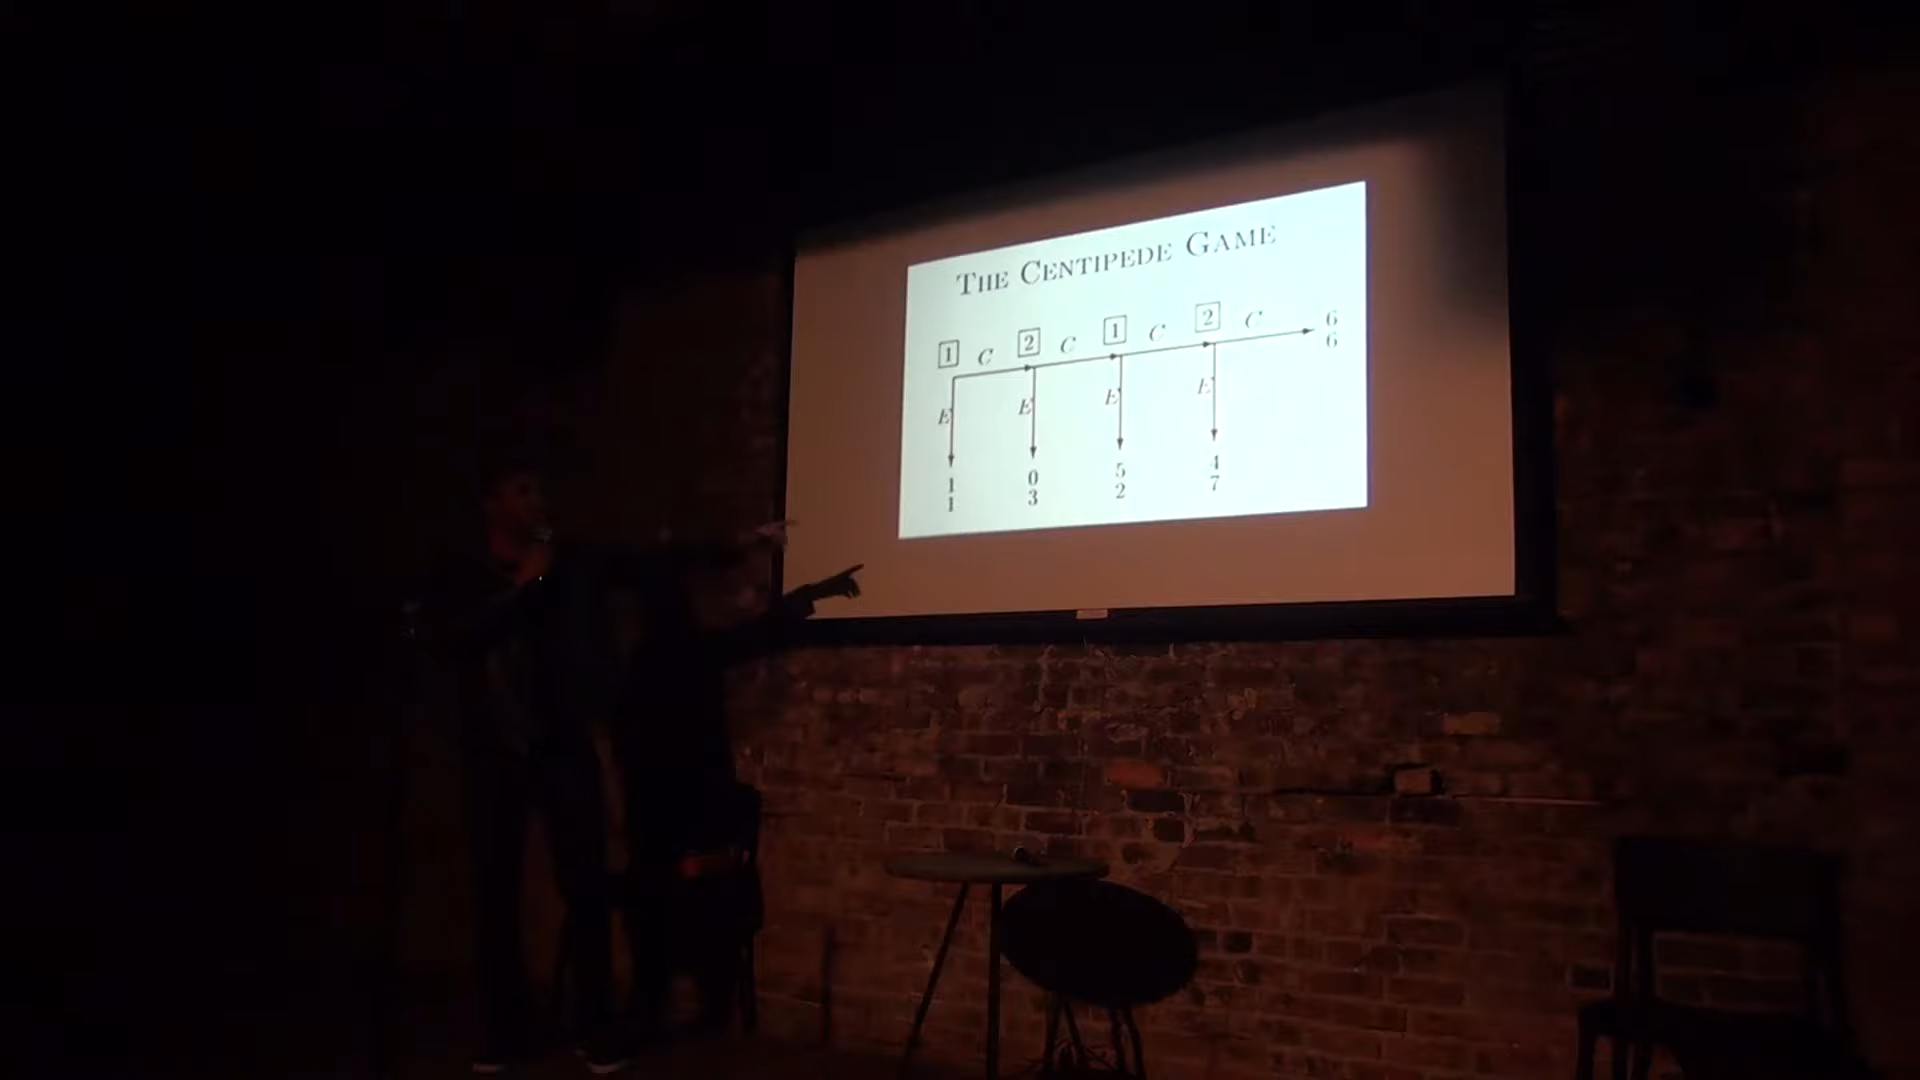 THE CENTIPEDE GAME
1 C 2 C 1 C 2 C 6
6
E E E E
1 0 5 4
1 3 2 7